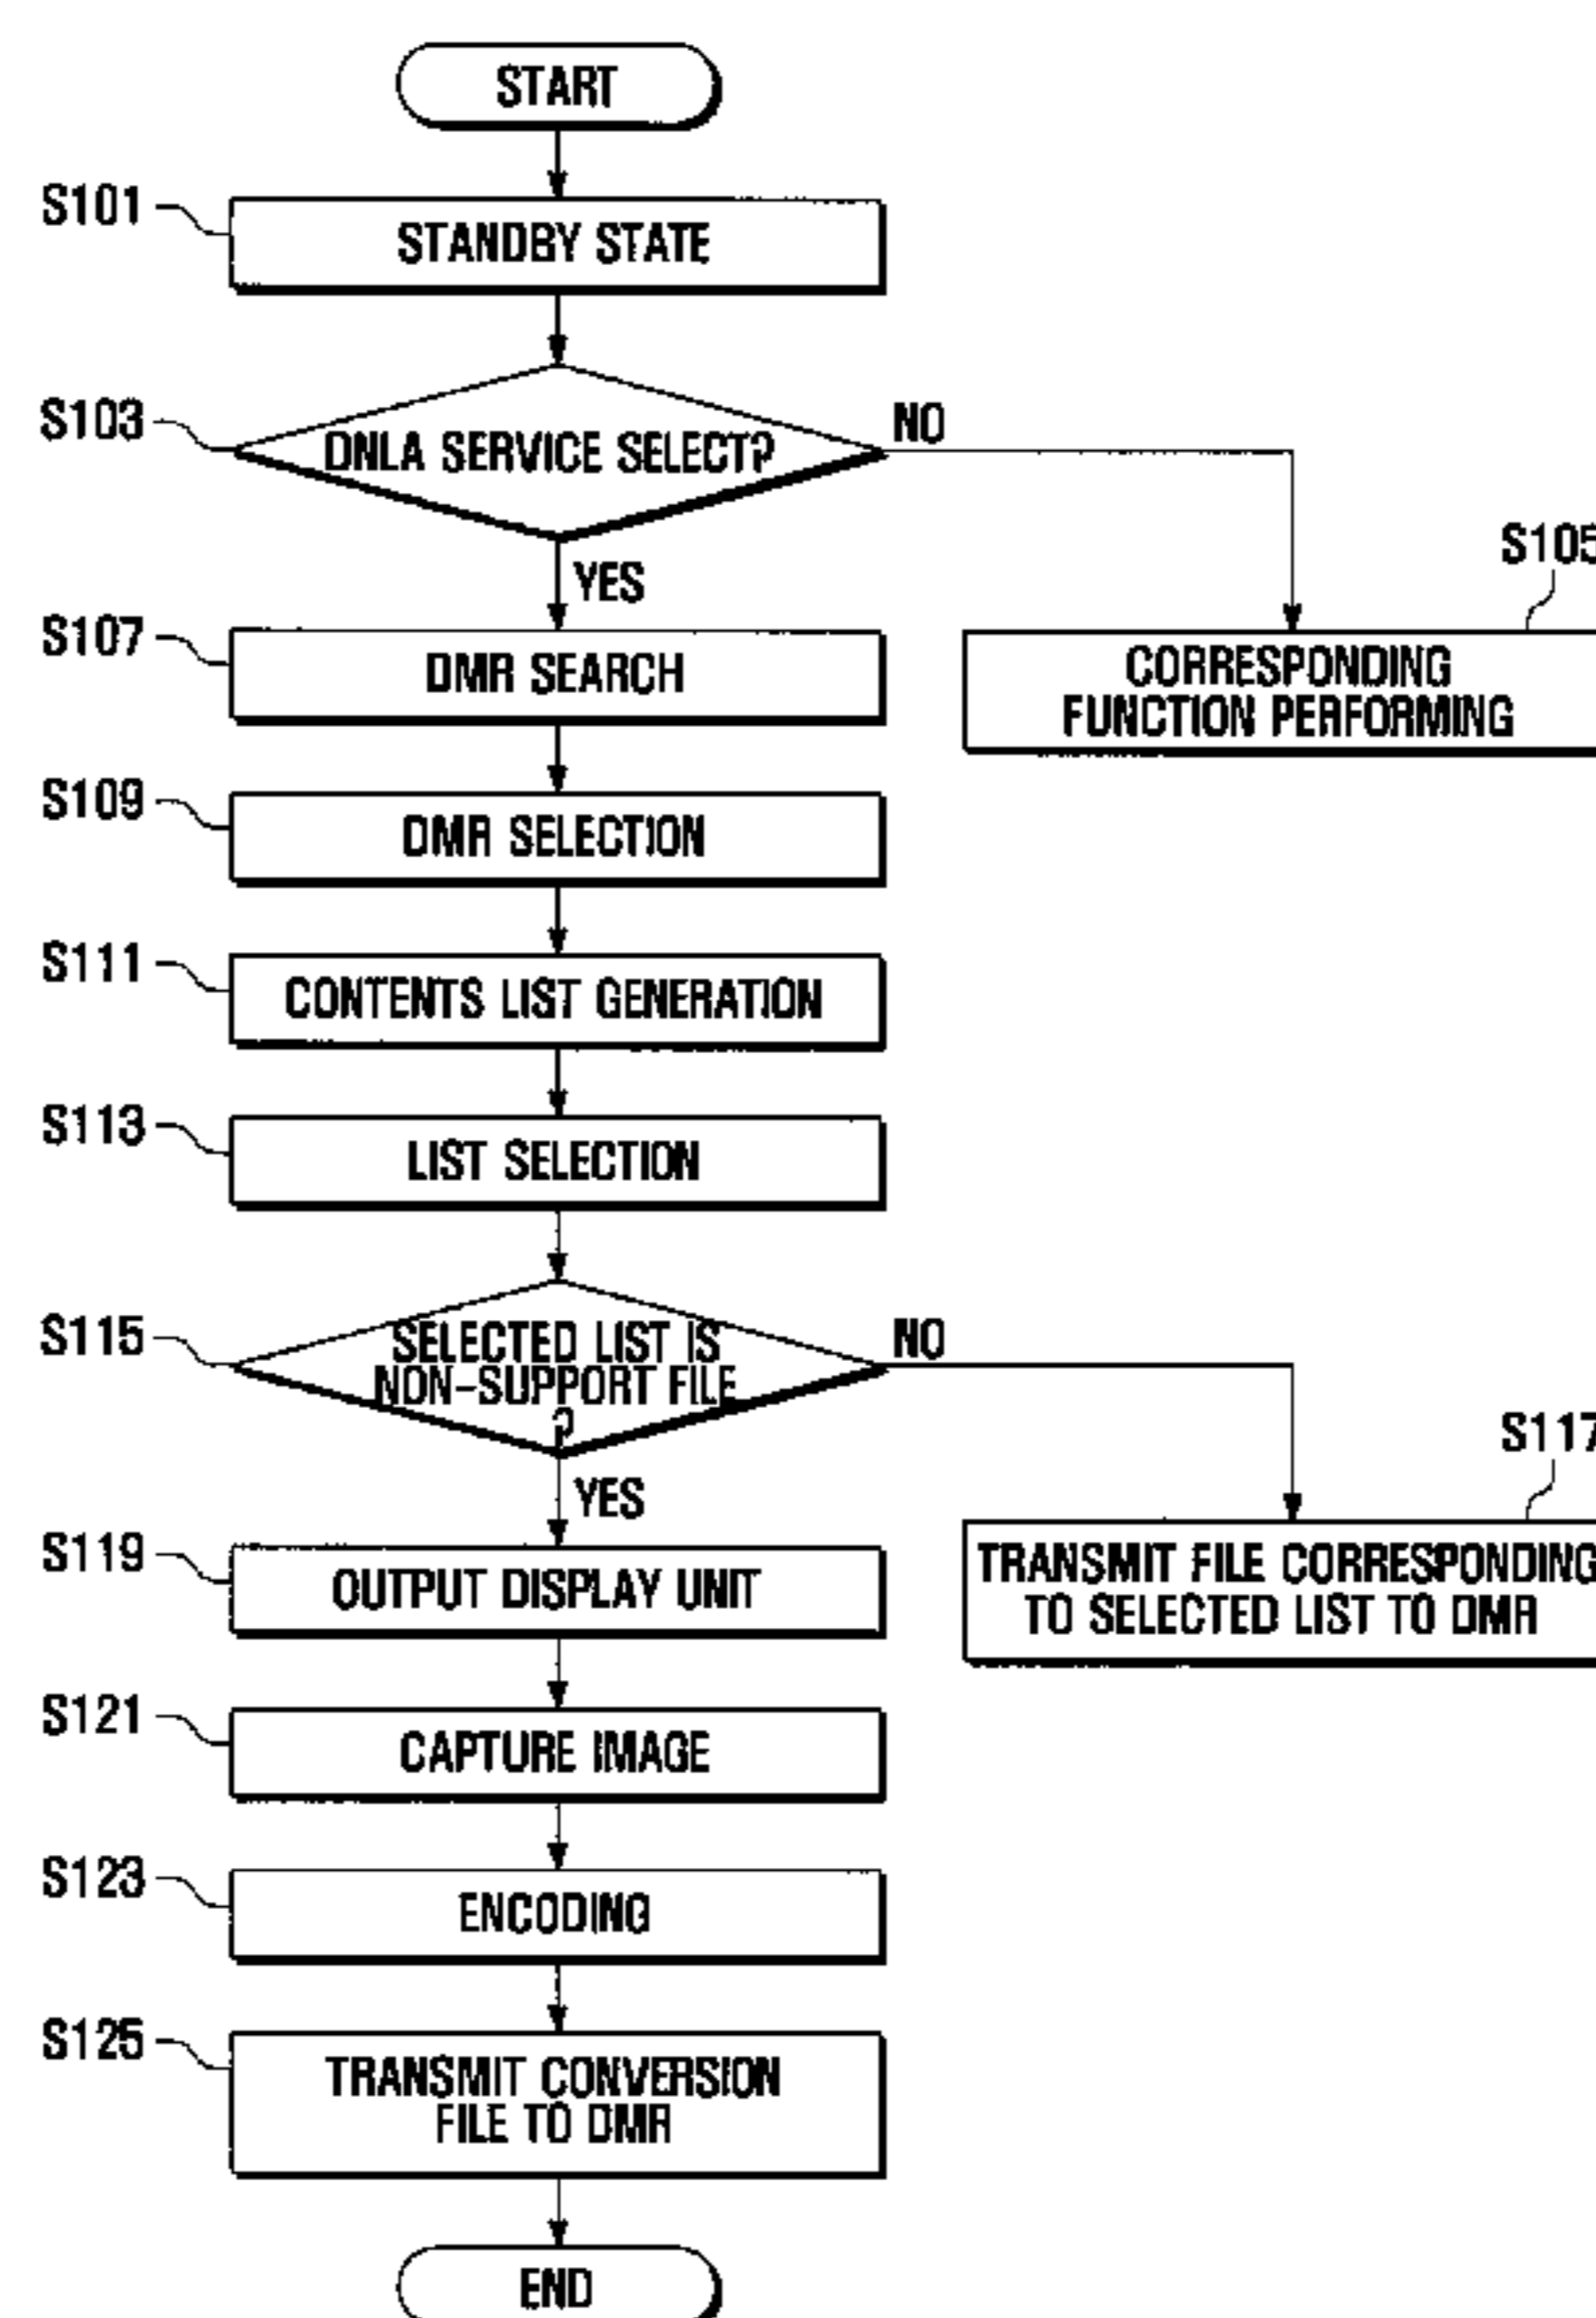 START
S101
STANDBY STATE
S103
DNLA SERVICE SELECT?
NO
YES
S105
S107
DMR SEARCH
CORRESPONDING
FUNCTION PERFORMING
S109
DMR SELECTION
S111
CONTENTS LIST GENERATION
S113
LIST SELECTION
S115
SELECTED LIST IS
NON-SUPPORT FILE
?
NO
YES
S117
S119
OUTPUT DISPLAY UNIT
TRANSMIT FILE CORRESPONDING
TO SELECTED LIST TO DMR
S121
CAPTURE IMAGE
S123
ENCODING
S125
TRANSMIT CONVERSION
FILE TO DMR
END